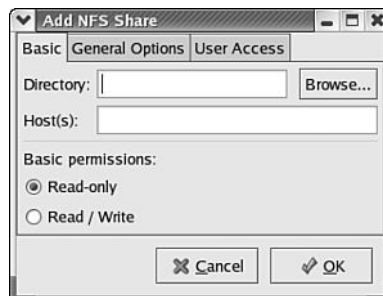 Add NFS Share
Basic General Options User Access
Directory: Browse...
Host(s):
Basic permissions:
Read-only
Read / Write
Cancel OK